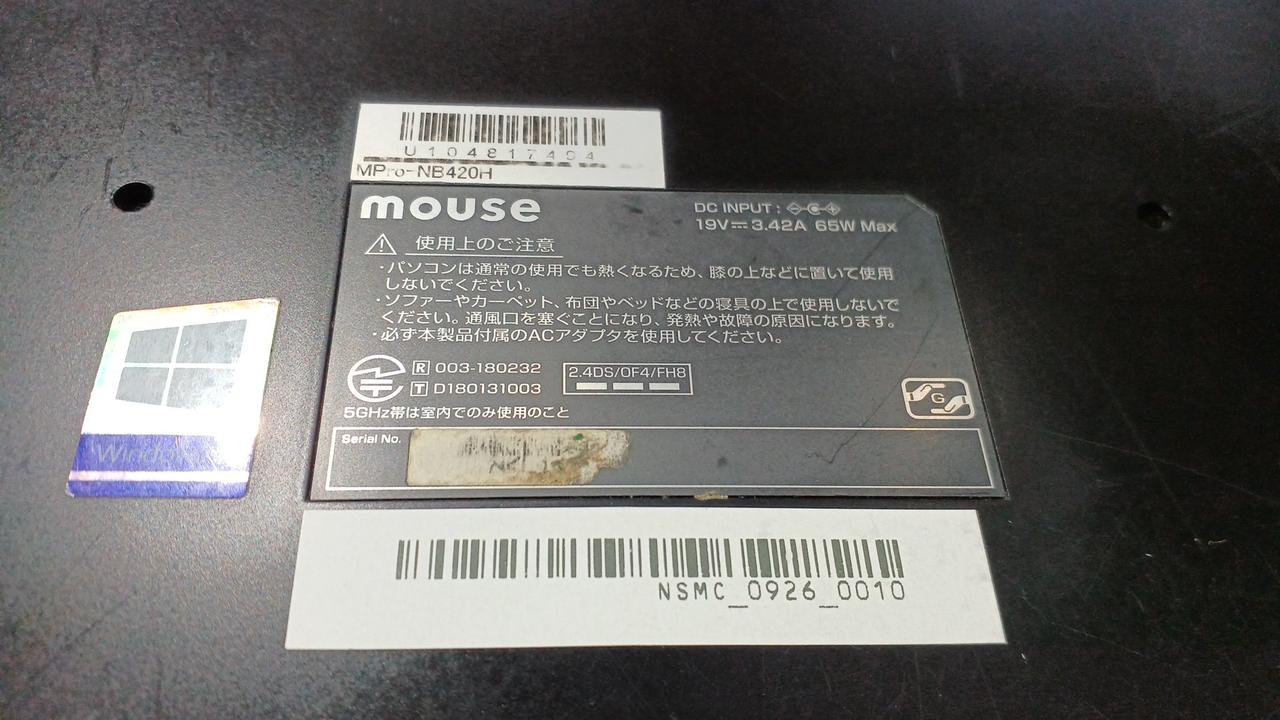 U104817494
MPro-NB420H
mouse
DC INPUT :
19V 3.42A 65W Max
使用上のご注意
・パソコンは通常の使用でも熱くなるため、膝の上などに置いて使用
しないでください。
・ソファーやカーペット、布団やベッドなどの寝具の上で使用しないで
ください。通風口を塞ぐことになり、発熱や故障の原因になります。
・必ず本製品付属のACアダプタを使用してください。
R 003-180232
T D180131003
2.4DS/OF4/FH8
5GHz帯は室内でのみ使用のこと
G
Serial No.
NSMC_0926_0010